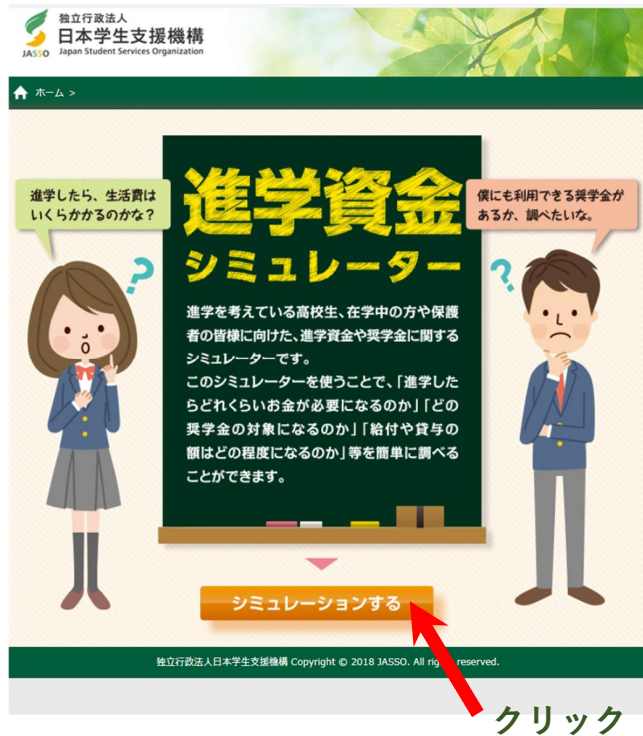 独立行政法人
日本学生支援機構
JASSO Japan Student Services Organization
ホーム >
進学したら、生活費は
いくらかかるのかな？
進学資金
シミュレーター
僕にも利用できる奨学金が
あるか、調べたいな。
?
?
進学を考えている高校生、在学中の方や保護
者の皆様に向けた、進学資金や奨学金に関する
シミュレーターです。
このシミュレーターを使うことで、「進学した
らどれくらいお金が必要になるのか」「どの
奨学金の対象になるのか」「給付や貸与の
額はどの程度になるのか」等を簡単に調べる
ことができます。
シミュレーションする
独立行政法人日本学生支援機構 Copyright © 2018 JASSO. All reserved.
クリック